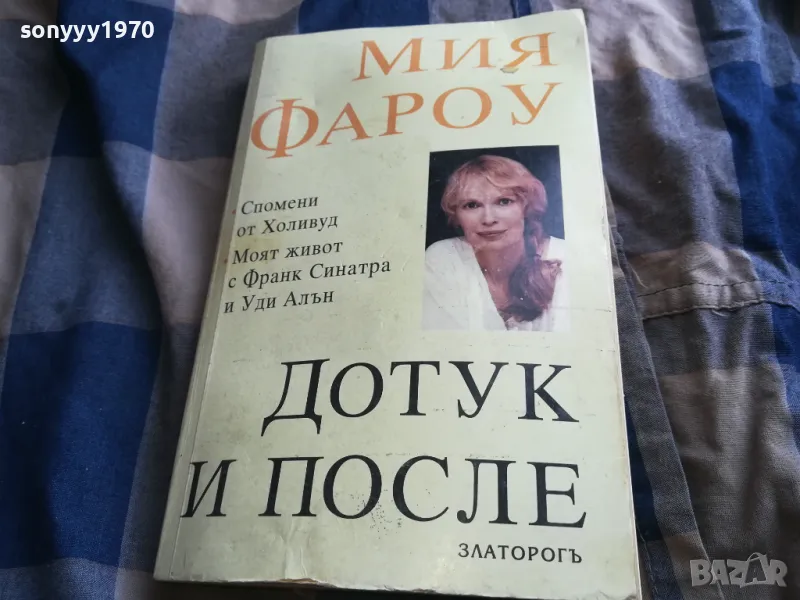 sonyyy1970
МИЯ
ФАРОУ
· Спомени
от Холивуд
· Моят живот
с Франк Синатра
и Уди Алън
ДОТУК
И ПОСЛЕ
ЗЛАТОРОГЪ
BAZAR